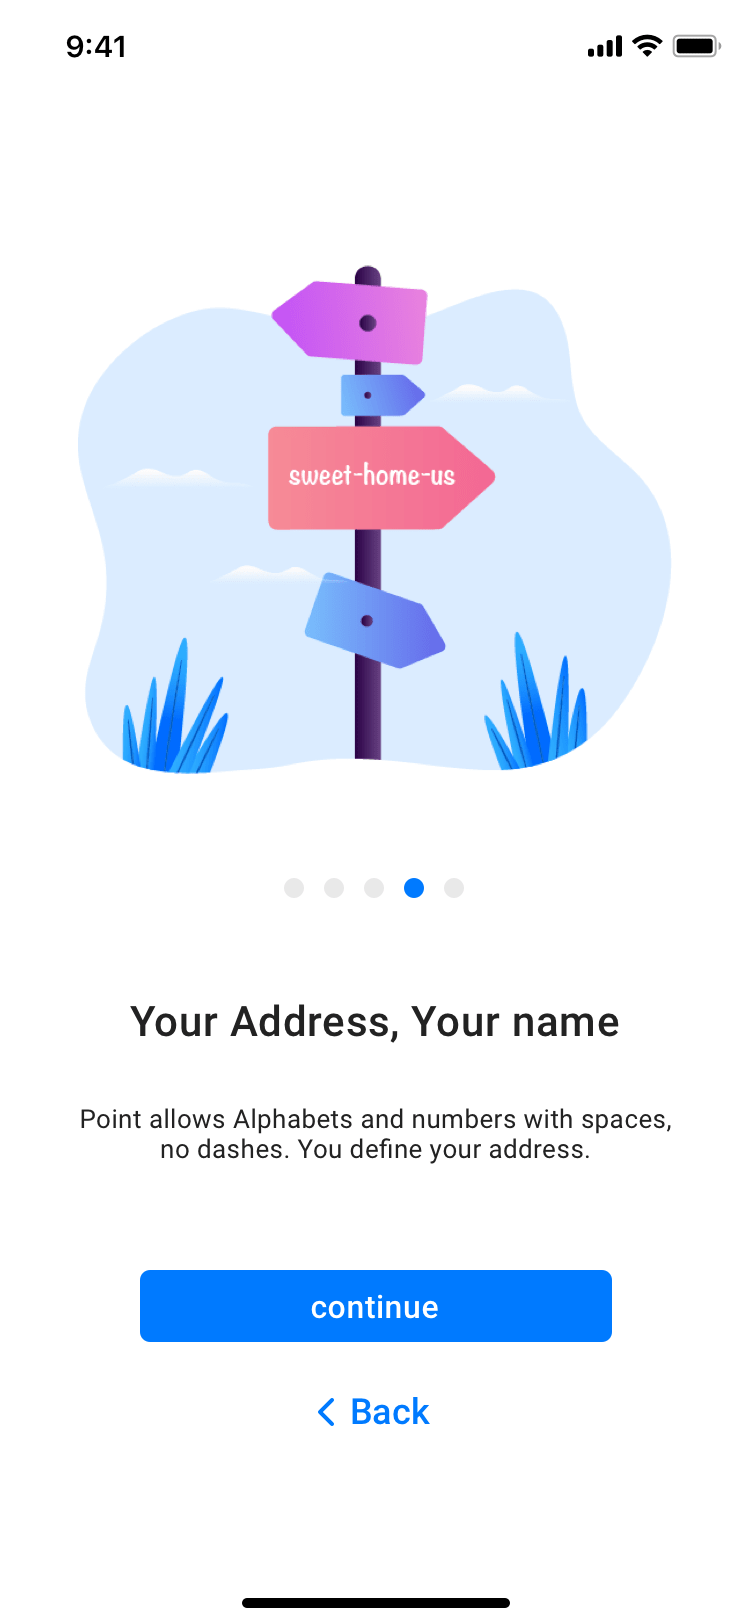 9:41
sweet-home-us
Your Address, Your name
Point allows Alphabets and numbers with spaces,
no dashes. You define your address.
continue
Back